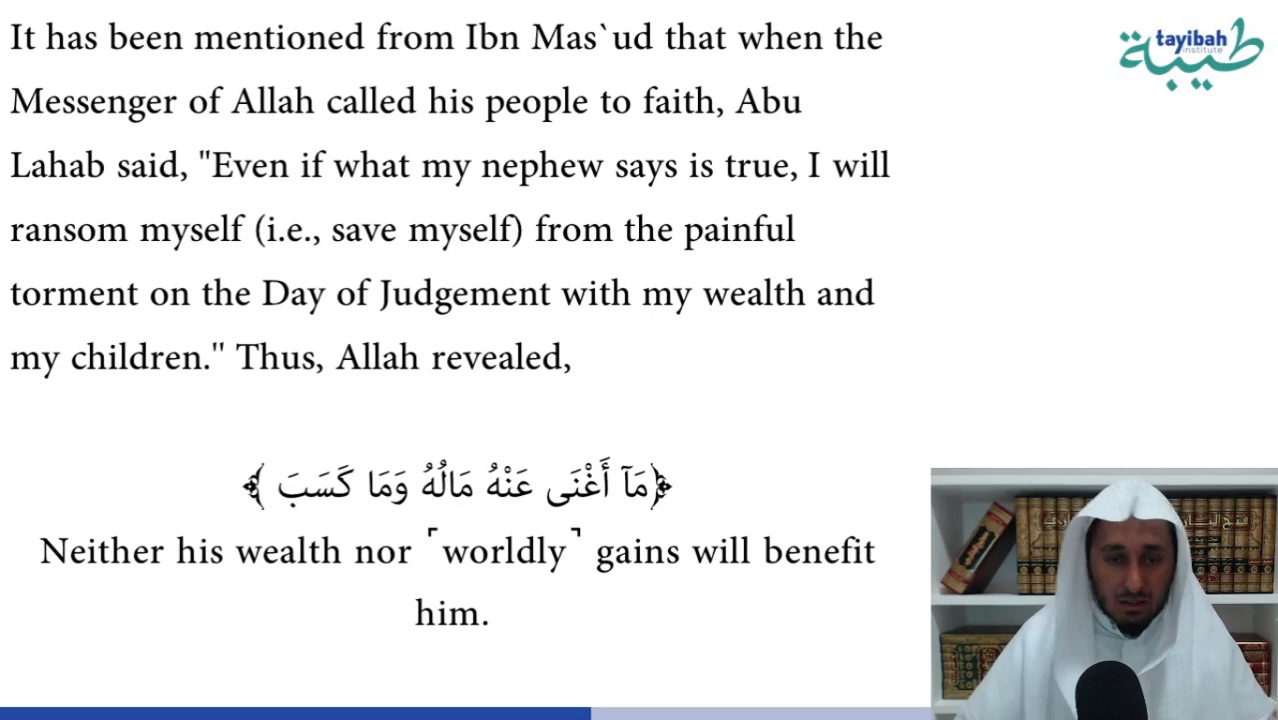 It has been mentioned from Ibn Mas`ud that when the
Messenger of Allah called his people to faith, Abu
Lahab said, "Even if what my nephew says is true, I will
ransom myself (i.e., save myself) from the painful
torment on the Day of Judgement with my wealth and
my children." Thus, Allah revealed,
﴿مَآ أَغْنَى عَنْهُ مَالُهُ وَمَا كَسَبَ ﴾
Neither his wealth nor ˹worldly˺ gains will benefit
him.
طيبة
tayibah
institute